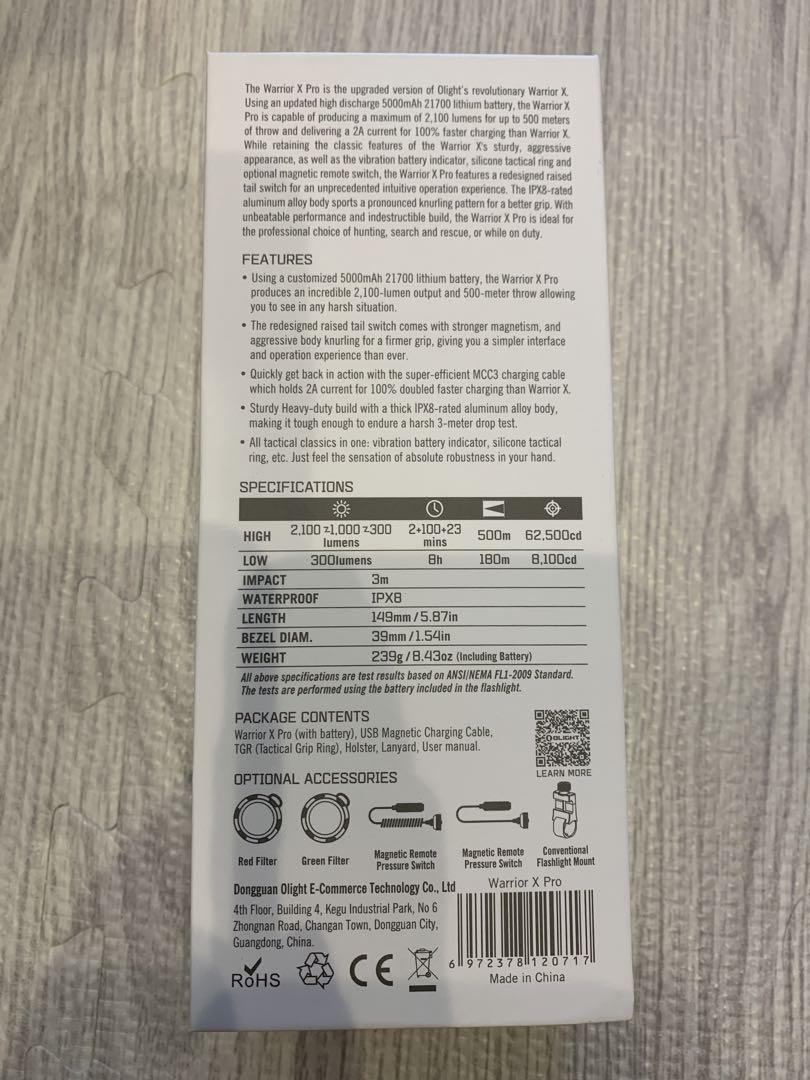 The Warrior X Pro is the upgraded version of Olight's revolutionary Warrior X.
Using an updated high discharge 5000mAh 21700 lithium battery, the Warrior X
Pro is capable of producing a maximum of 2,100 lumens for up to 500 meters
of throw and delivering a 2A current for 100% faster charging than Warrior X.
While retaining the classic features of the Warrior X's sturdy, aggressive
appearance, as well as the vibration battery indicator, silicone tactical ring and
optional magnetic remote switch, the Warrior X Pro features a redesigned raised
tail switch for an unprecedented intuitive operation experience. The IPX8-rated
aluminum alloy body sports a pronounced knurling pattern for a better grip. With
unbeatable performance and indestructible build, the Warrior X Pro is ideal for
the professional choice of hunting, search and rescue, or while on duty.
FEATURES
• Using a customized 5000mAh 21700 lithium battery, the Warrior X Pro
produces an incredible 2,100-lumen output and 500-meter throw allowing
you to see in any harsh situation.
• The redesigned raised tail switch comes with stronger magnetism, and
aggressive body knurling for a firmer grip, giving you a simpler interface
and operation experience than ever.
• Quickly get back in action with the super-efficient MCC3 charging cable
which holds 2A current for 100% doubled faster charging than Warrior X.
• Sturdy Heavy-duty build with a thick IPX8-rated aluminum alloy body,
making it tough enough to endure a harsh 3-meter drop test.
• All tactical classics in one: vibration battery indicator, silicone tactical
ring, etc. Just feel the sensation of absolute robustness in your hand.
SPECIFICATIONS
HIGH 2,100 1,000 300 lumens 2+100+23 mins 500m 62,500cd
LOW 300lumens 8h 180m 8,100cd
IMPACT 3m
WATERPROOF IPX8
LENGTH 149mm/5.87in
BEZEL DIAM. 39mm/1.54in
WEIGHT 239g/8.43oz (Including Battery)
All above specifications are test results based on ANSI/NEMA FL1-2009 Standard.
The tests are performed using the battery included in the flashlight.
PACKAGE CONTENTS
Warrior X Pro (with battery), USB Magnetic Charging Cable,
TGR (Tactical Grip Ring), Holster, Lanyard, User manual.
OLIGHT
LEARN MORE
OPTIONAL ACCESSORIES
Red Filter
Green Filter
Magnetic Remote
Pressure Switch
Magnetic Remote
Pressure Switch
Conventional
Flashlight Mount
Dongguan Olight E-Commerce Technology Co., Ltd
4th Floor, Building 4, Kegu Industrial Park, No 6
Zhongnan Road, Changan Town, Dongguan City,
Guangdong, China.
Warrior X Pro
6 972378 120717
Made in China
RoHS
CE